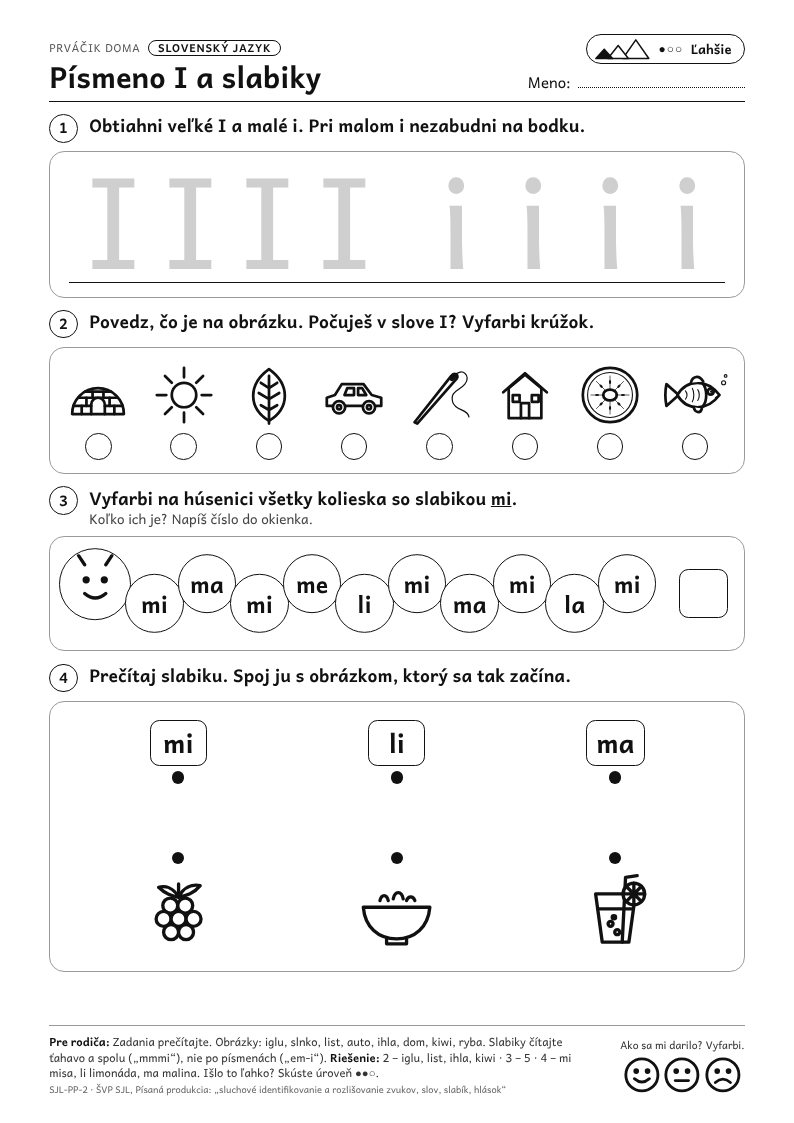 PRVÁČIK DOMA SLOVENSKÝ JAZYK
●○○ Ľahšie
Písmeno I a slabiky
Meno:
1 Obtiahni veľké I a malé i. Pri malom i nezabudni na bodku.
I I I I i i i i
2 Povedz, čo je na obrázku. Počuješ v slove I? Vyfarbi krúžok.
3 Vyfarbi na húsenici všetky kolieska so slabikou mi.
Koľko ich je? Napíš číslo do okienka.
mi ma mi me li mi ma mi la mi
4 Prečítaj slabiku. Spoj ju s obrázkom, ktorý sa tak začína.
mi li ma
Pre rodiča: Zadania prečítajte. Obrázky: iglu, slnko, list, auto, ihla, dom, kiwi, ryba. Slabiky čítajte
ťahavo a spolu („mmmi“), nie po písmenách („em-i“). Riešenie: 2 – iglu, list, ihla, kiwi · 3 – 5 · 4 – mi
misa, li limonáda, ma malina. Išlo to ľahko? Skúste úroveň ●●○.
SJL-PP-2 · ŠVP SJL, Písaná produkcia: „sluchové identifikovanie a rozlišovanie zvukov, slov, slabík, hlások“
Ako sa mi darilo? Vyfarbi.